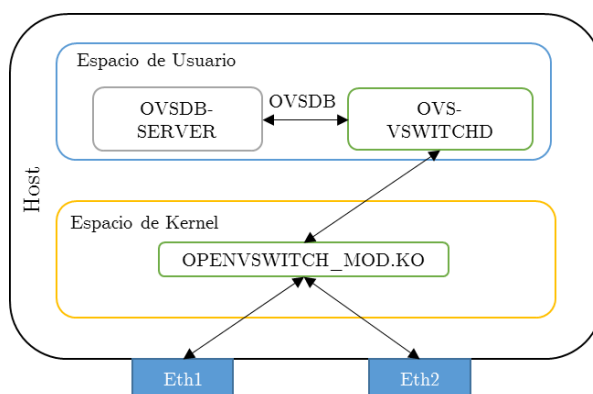 Espacio de Usuario
OVSDB-
SERVER
OVSDB
OVS-
VSWITCHD
Host
Espacio de Kernel
OPENVSWITCH_MOD.KO
Eth1
Eth2